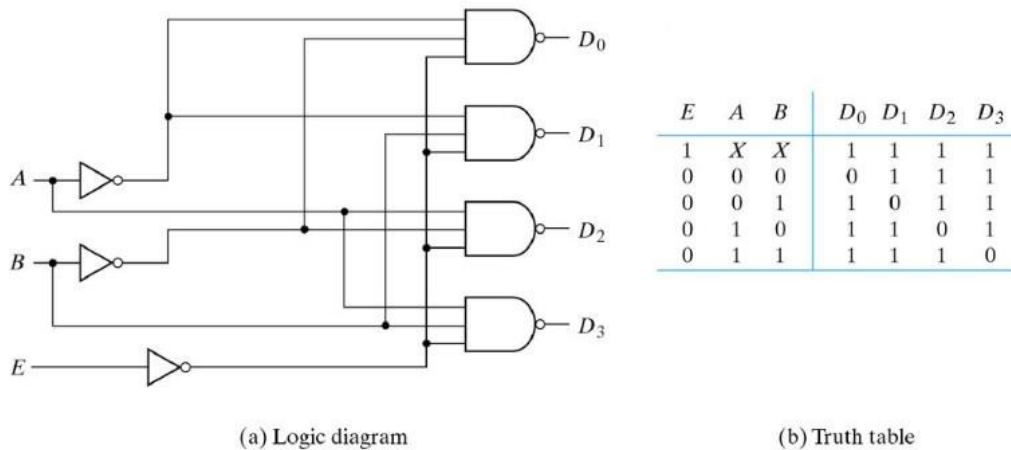 A
B
E
D₀
D₁
D₂
D₃
(a) Logic diagram
E A B D₀ D₁ D₂ D₃
1 X X 1 1 1 1
0 0 0 0 1 1 1
0 0 1 1 0 1 1
0 1 0 1 1 0 1
0 1 1 1 1 1 0
(b) Truth table